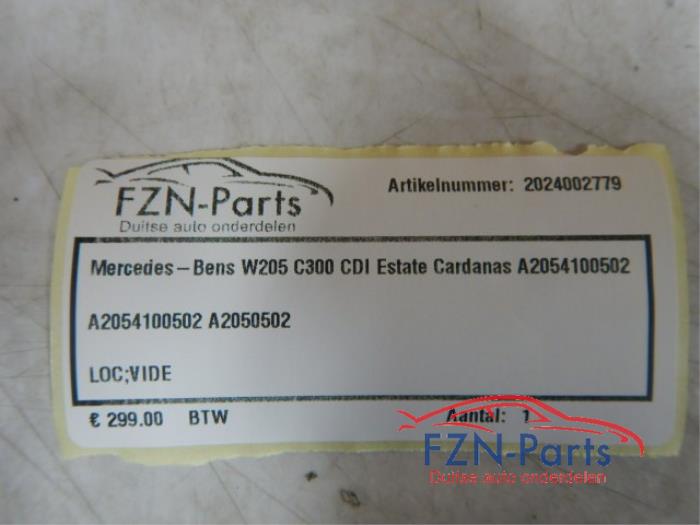 FZN-Parts
Duitse auto onderdelen
Artikelnummer: 2024002779
Mercedes-Bens W205 C300 CDI Estate Cardanas A2054100502
A2054100502 A2050502
LOC;VIDE
€ 299.00 BTW
Aantal: 1
FZN-Parts
Duitse auto onderdelen